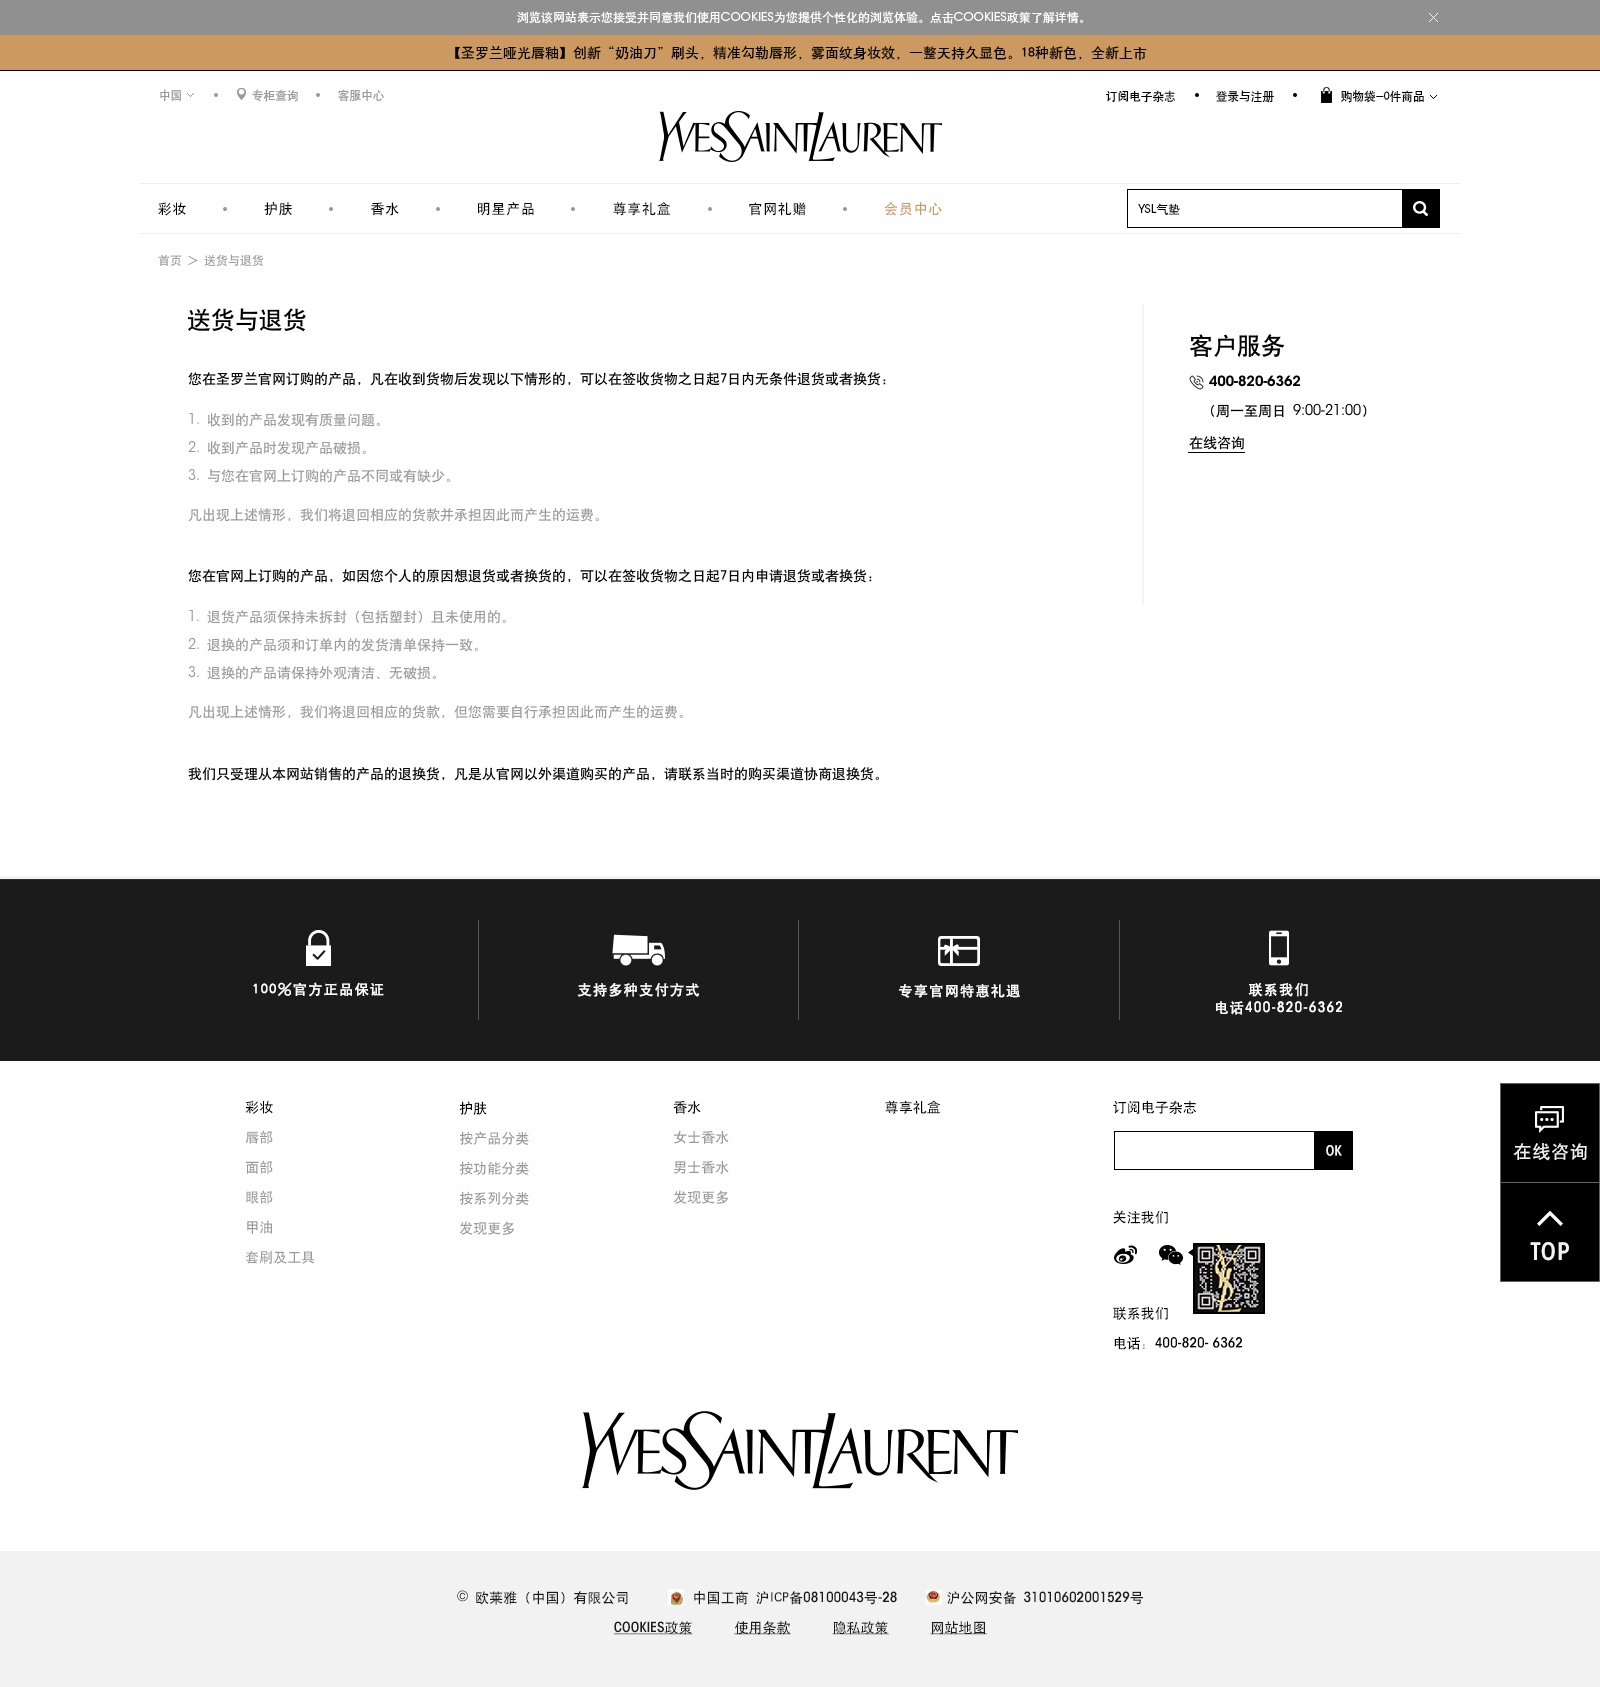 浏览该网站表示您接受并同意我们使用COOKIES为您提供个性化的浏览体验。点击COOKIES政策了解详情。
【圣罗兰哑光唇釉】创新“奶油刀”刷头，精准勾勒唇形，雾面纹身妆效，一整天持久显色。18种新色，全新上市
中国 • 专柜查询 • 客服中心
订阅电子杂志 • 登录与注册 • 购物袋—0件商品
YVESSAINTLAURENT
彩妆 • 护肤 • 香水 • 明星产品 • 尊享礼盒 • 官网礼赠 • 会员中心
YSL气垫
首页 > 送货与退货
送货与退货
您在圣罗兰官网订购的产品，凡在收到货物后发现以下情形的，可以在签收货物之日起7日内无条件退货或者换货：
1. 收到的产品发现有质量问题。
2. 收到产品时发现产品破损。
3. 与您在官网上订购的产品不同或有缺少。
凡出现上述情形，我们将退回相应的货款并承担因此而产生的运费。
您在官网上订购的产品，如因您个人的原因想退货或者换货的，可以在签收货物之日起7日内申请退货或者换货：
1. 退货产品须保持未拆封（包括塑封）且未使用的。
2. 退换的产品须和订单内的发货清单保持一致。
3. 退换的产品请保持外观清洁、无破损。
凡出现上述情形，我们将退回相应的货款，但您需要自行承担因此而产生的运费。
我们只受理从本网站销售的产品的退换货，凡是从官网以外渠道购买的产品，请联系当时的购买渠道协商退换货。
客户服务
400-820-6362
（周一至周日 9:00-21:00）
在线咨询
100%官方正品保证
支持多种支付方式
专享官网特惠礼遇
联系我们
电话400-820-6362
彩妆
唇部
面部
眼部
甲油
套刷及工具
护肤
按产品分类
按功能分类
按系列分类
发现更多
香水
女士香水
男士香水
发现更多
尊享礼盒
订阅电子杂志
OK
关注我们
联系我们
电话：400-820- 6362
在线咨询
TOP
YVESSAINTLAURENT
© 欧莱雅（中国）有限公司 中国工商 沪ICP备08100043号-28 沪公网安备 31010602001529号
COOKIES政策 使用条款 隐私政策 网站地图